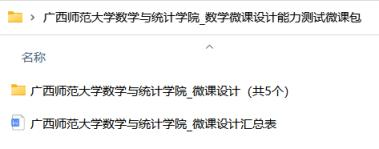 广西师范大学数学与统计学院_数学微课设计能力测试微课包
名称
广西师范大学数学与统计学院_微课设计（共5个）
广西师范大学数学与统计学院_微课设计汇总表